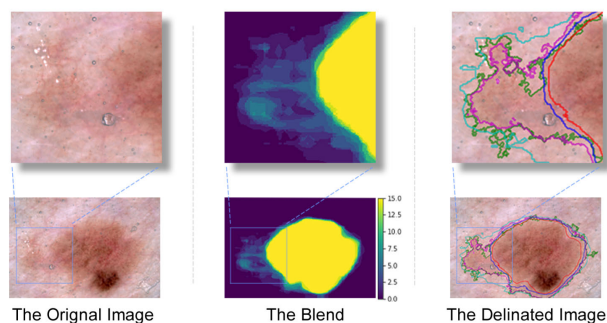 15.0
12.5
10.0
7.5
5.0
2.5
0.0
The Orignal Image
The Blend
The Delinated Image